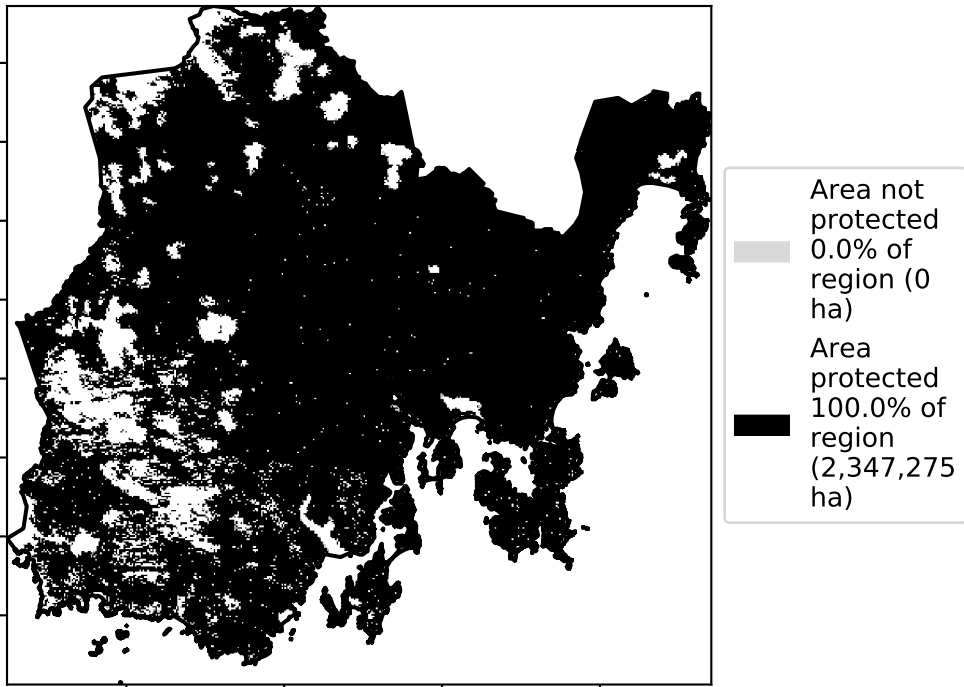 Area not
protected
0.0% of
region (0
ha)
Area
protected
100.0% of
region
(2,347,275
ha)